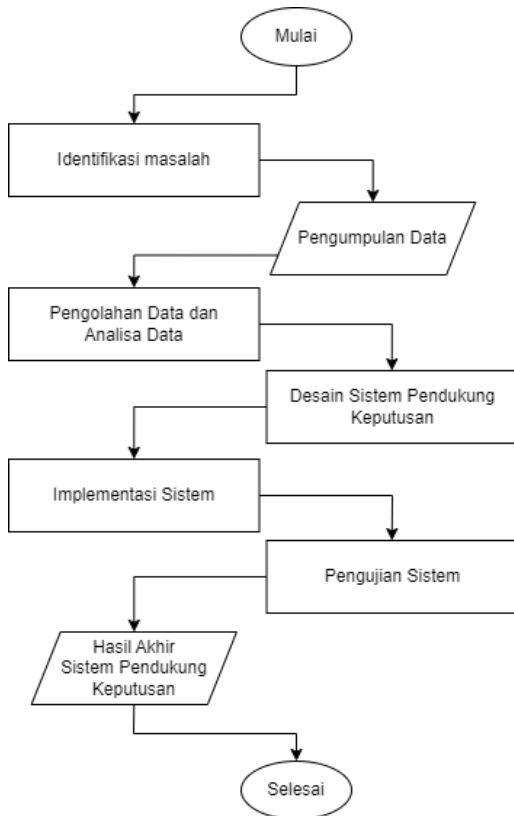 Mulai
Identifikasi masalah
Pengumpulan Data
Pengolahan Data dan
Analisa Data
Desain Sistem Pendukung
Keputusan
Implementasi Sistem
Pengujian Sistem
Hasil Akhir
Sistem Pendukung
Keputusan
Selesai